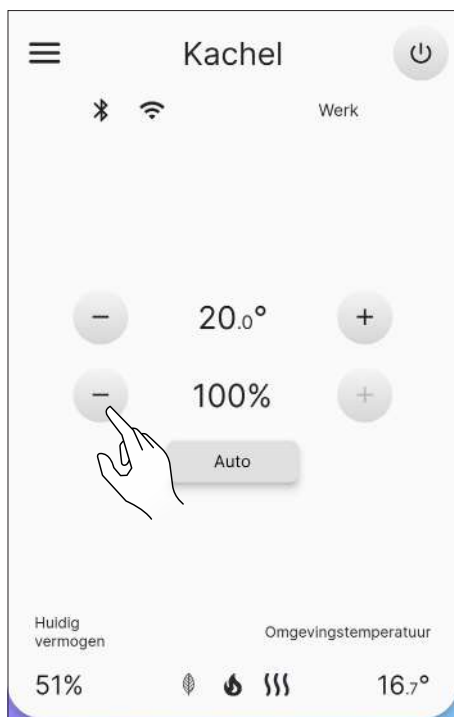 Kachel
Werk
− 20.0° +
− 100% +
Auto
Huidig
vermogen
Omgevingstemperatuur
51%
16.7°